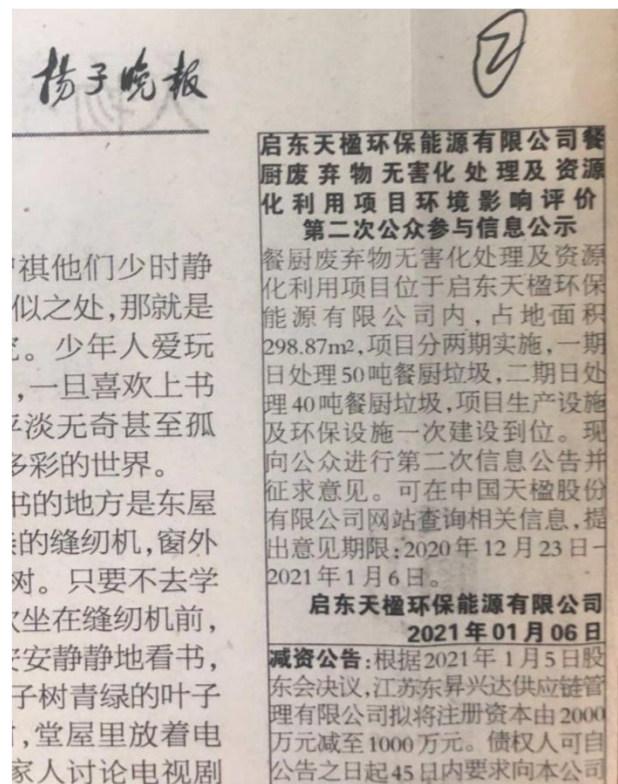 扬子晚报
②
祺他们少时静
似之处,那就是
。少年人爱玩
,一旦喜欢上书
淡无奇甚至孤
多彩的世界。
书的地方是东屋
的缝纫机,窗外
树。只要不去学
坐在缝纫机前,
安安静静地看书,
子树青绿的叶子
,堂屋里放着电
家人讨论电视剧
启东天楹环保能源有限公司餐
厨废弃物无害化处理及资源
化利用项目环境影响评价
第二次公众参与信息公示
餐厨废弃物无害化处理及资源
化利用项目位于启东天楹环保
能源有限公司内,占地面积
298.87m²,项目分两期实施,一期
日处理50吨餐厨垃圾,二期日处
理40吨餐厨垃圾,项目生产设施
及环保设施一次建设到位。现
向公众进行第二次信息公告并
征求意见。可在中国天楹股份
有限公司网站查询相关信息,提
出意见期限:2020年12月23日-
2021年1月6日。
启东天楹环保能源有限公司
2021年01月06日
减资公告:根据2021年1月5日股
东会决议,江苏东昇兴达供应链管
理有限公司拟将注册资本由2000
万元减至1000万元。债权人可自
公告之日起45日内要求向本公司